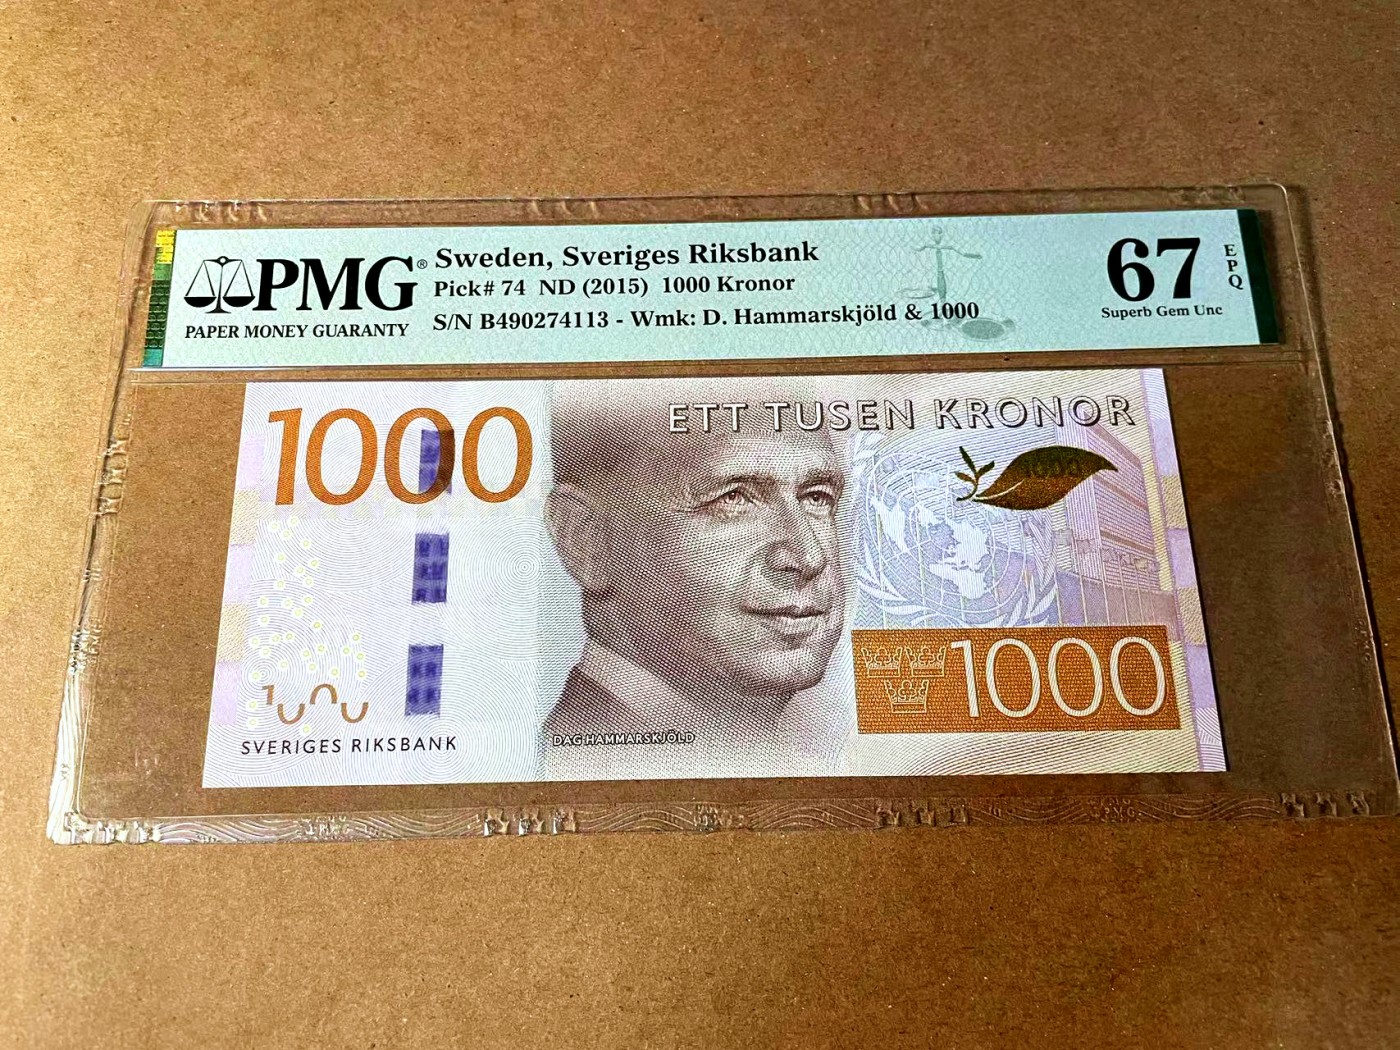 PMG®
PAPER MONEY GUARANTY
Sweden, Sveriges Riksbank
Pick# 74 ND (2015) 1000 Kronor
S/N B490274113 - Wmk: D. Hammarskjöld & 1000
67
EPQ
Superb Gem Unc
1000
ETT TUSEN KRONOR
1000
1000
SVERIGES RIKSBANK
DAG HAMMARSKJÖLD